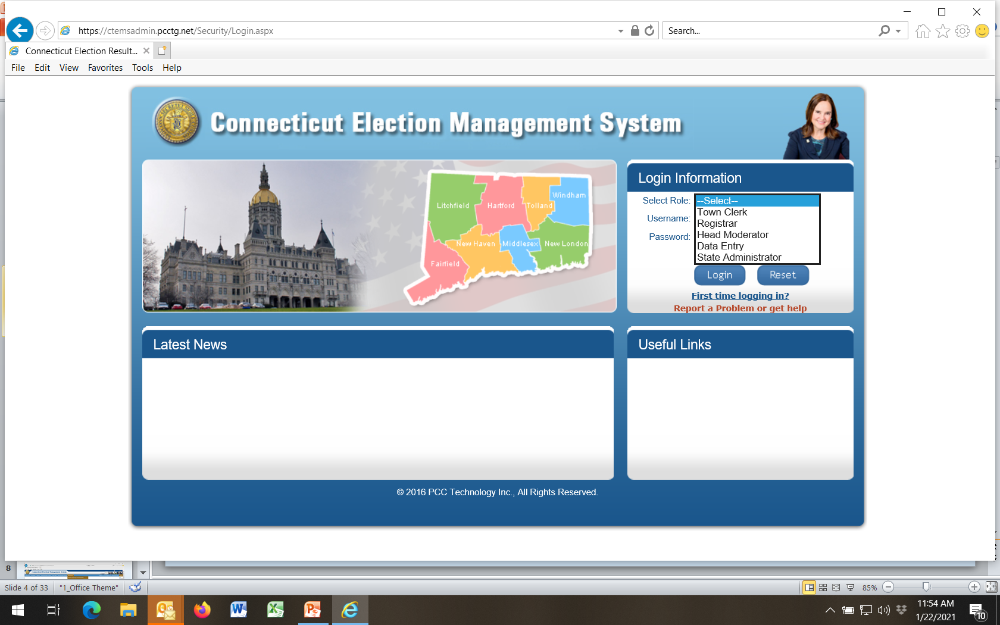 https://ctemsadmin.pcctg.net/Security/Login.aspx
Search...
Connecticut Election Result...
File Edit View Favorites Tools Help
Connecticut Election Management System
Litchfield
Hartford
Tolland
Windham
New Haven
Middlesex
New London
Fairfield
Login Information
Select Role:
--Select--
Town Clerk
Registrar
Head Moderator
Data Entry
State Administrator
Username:
Password:
Login Reset
First time logging in?
Report a Problem or get help
Latest News
Useful Links
© 2016 PCC Technology Inc., All Rights Reserved.
8
Slide 4 of 33 "1_Office Theme" 85%
11:54 AM
1/22/2021
10